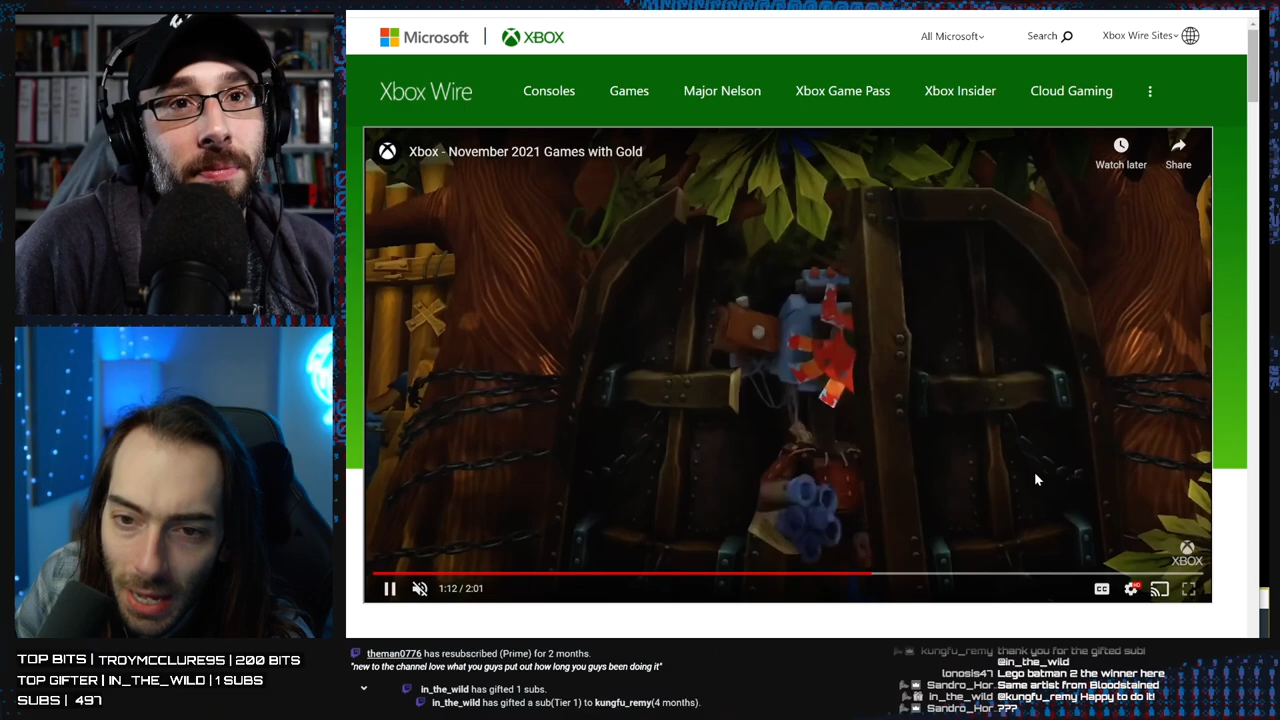 Microsoft | XBOX
All Microsoft
Search
Xbox Wire Sites
Xbox Wire
Consoles
Games
Major Nelson
Xbox Game Pass
Xbox Insider
Cloud Gaming
Xbox - November 2021 Games with Gold
Watch later
Share
XBOX
1:12 / 2:01
CC
HD
TOP BITS | TROYMCCLURE95 | 200 BITS
TOP GIFTER | IN_THE_WILD | 1 SUBS
SUBS | 497
theman0776 has resubscribed (Prime) for 2 months.
"new to the channel love what you guys put out how long you guys been doing it"
in_the_wild has gifted 1 subs.
in_the_wild has gifted a sub(Tier 1) to kungfu_remy(4 months).
kungfu_remy thank you for the gifted sub!
@in_the_wild
lonosis47 Lego batman 2 the winner here
Sandro_Hor Same artist from Bloodstained
in_the_wild @kungfu_remy Happy to do it!
Sandro_Hor ???